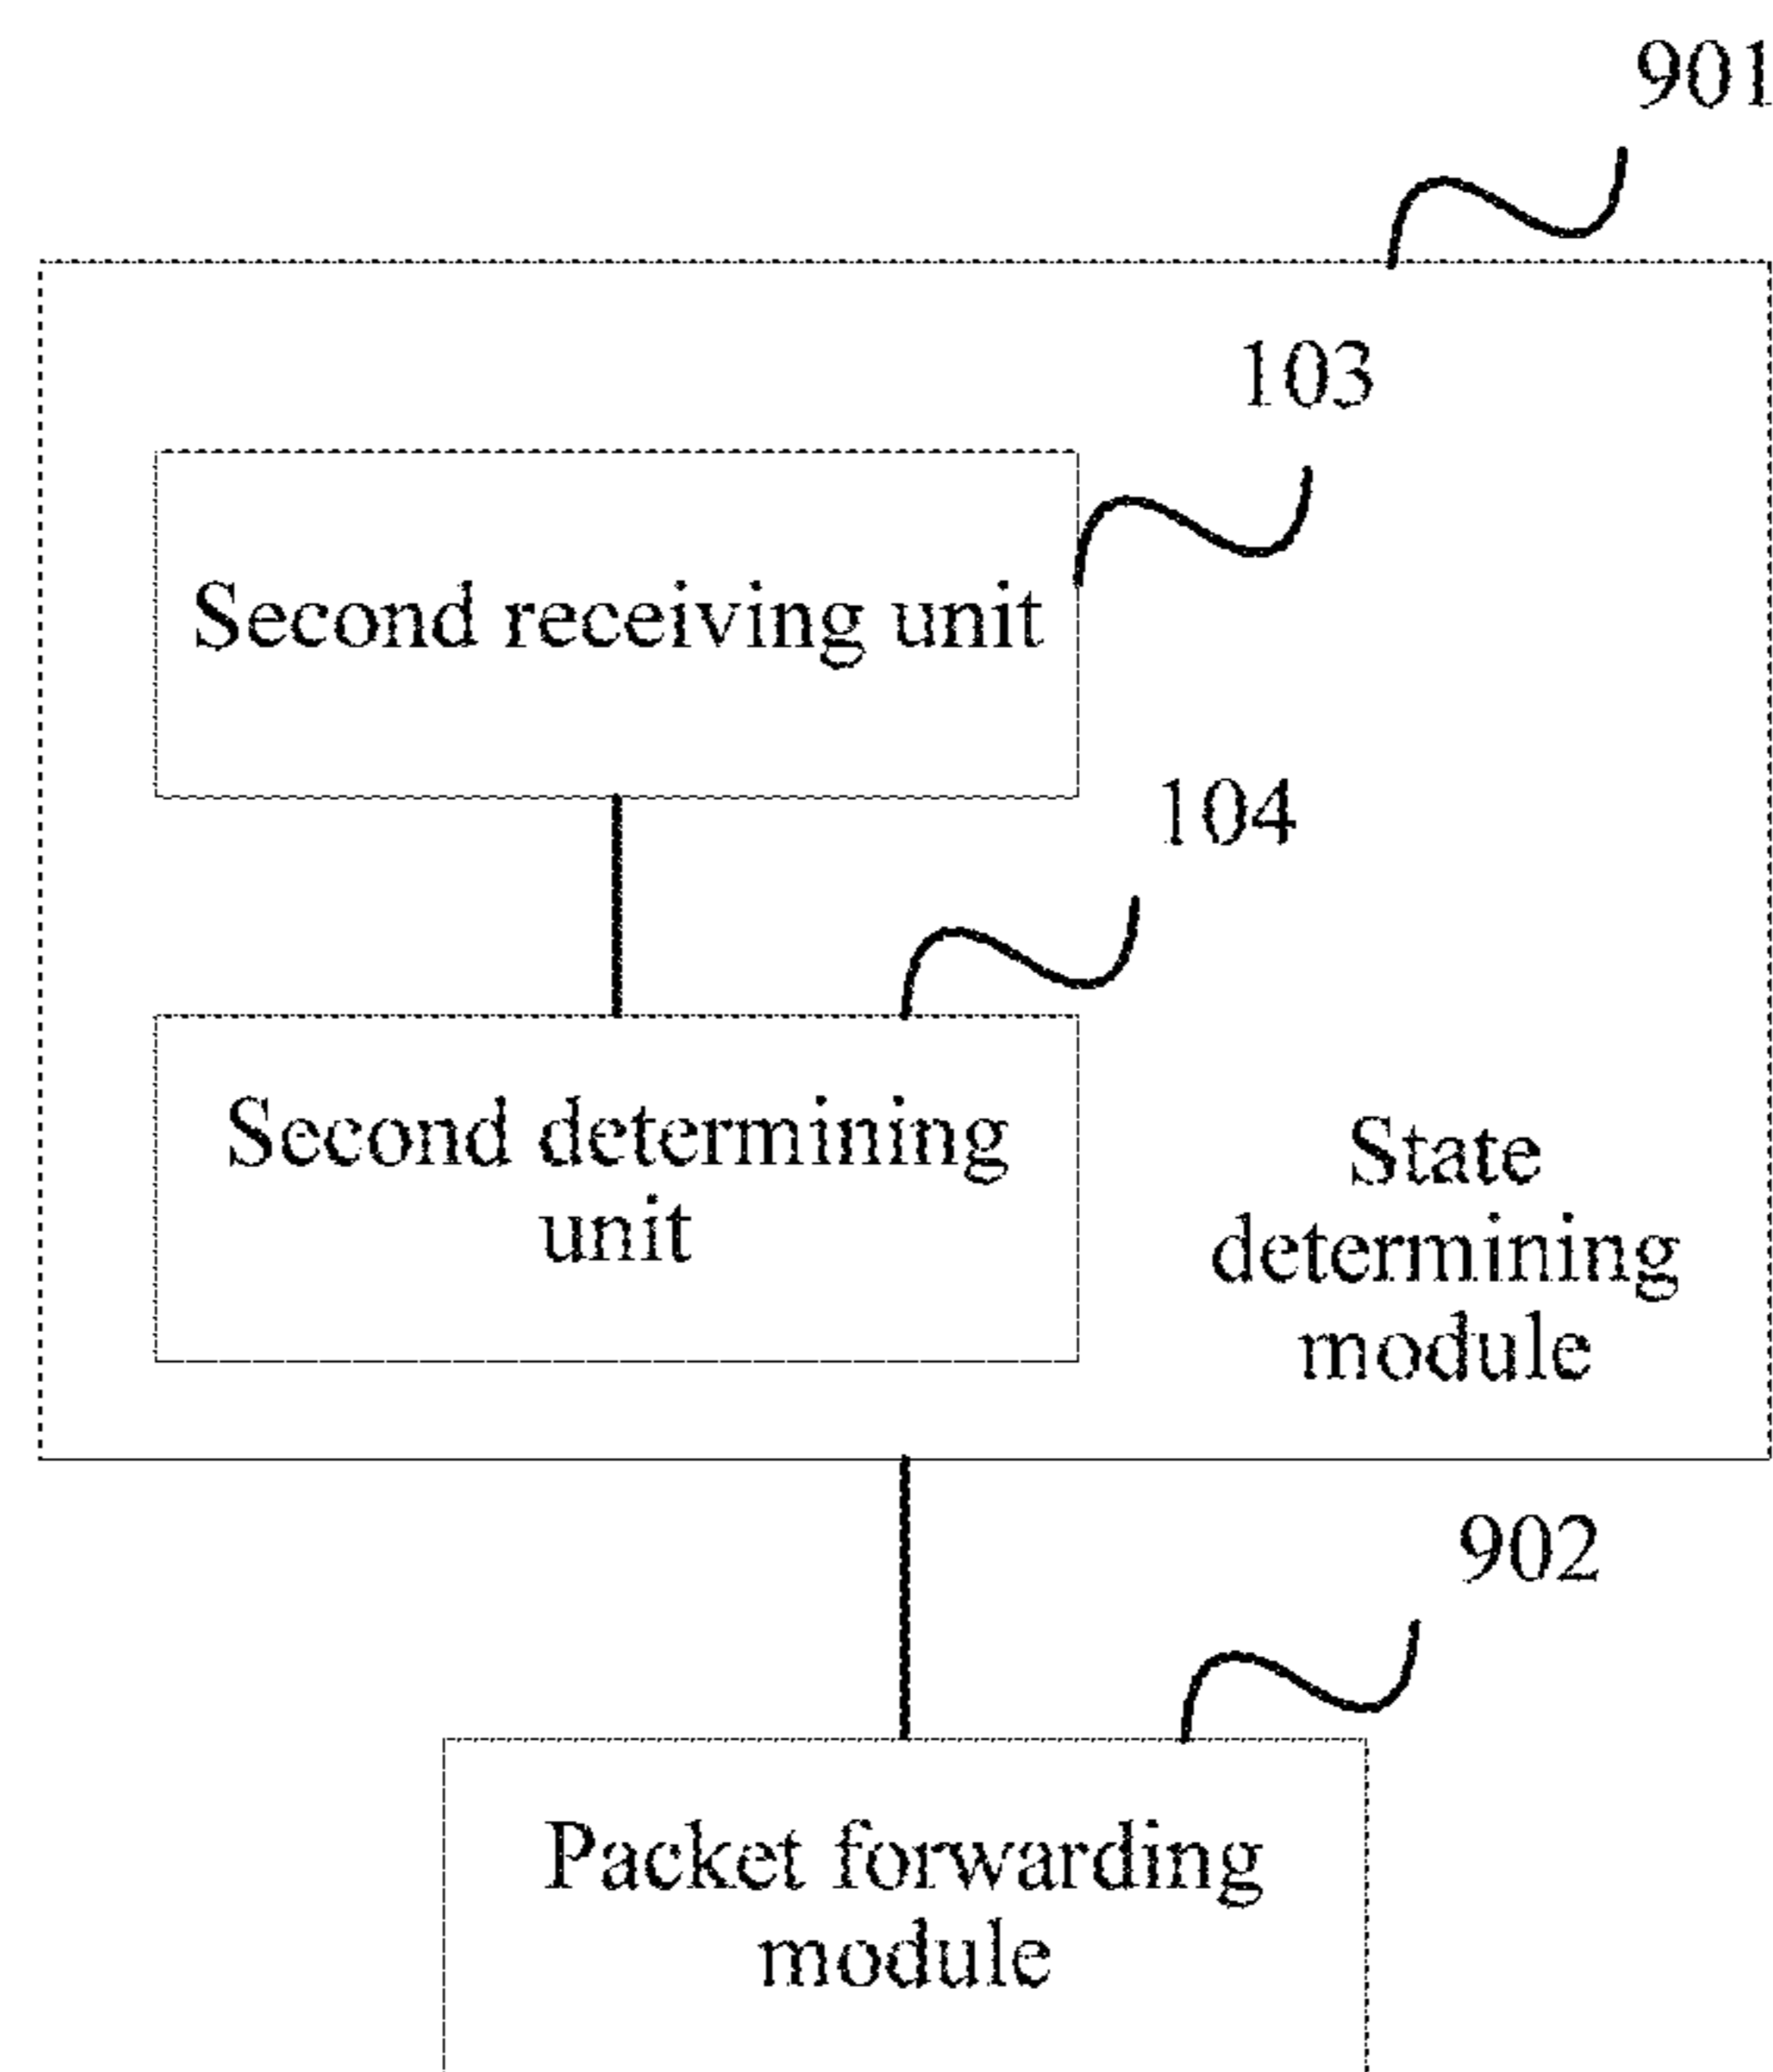 901
103
Second receiving unit
104
Second determining
unit
State
determining
module
902
Packet forwarding
module